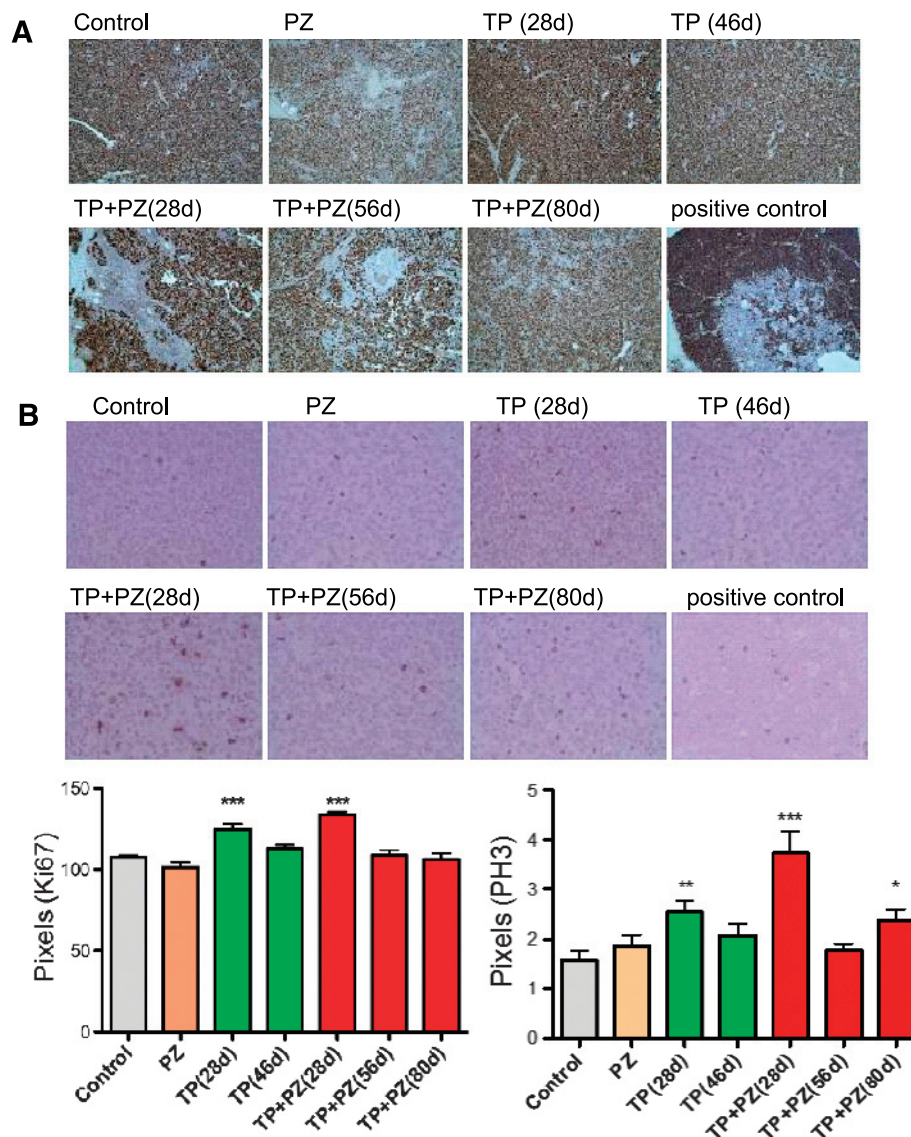 A
Control PZ TP (28d) TP (46d)
TP+PZ(28d) TP+PZ(56d) TP+PZ(80d) positive control
B
Control PZ TP (28d) TP (46d)
TP+PZ(28d) TP+PZ(56d) TP+PZ(80d) positive control
Pixels (Ki67)
150
100
50
0
*** ***
Control PZ TP(28d) TP(46d) TP+PZ(28d) TP+PZ(56d) TP+PZ(80d)
Pixels (PH3)
5
4
3
2
1
0
** *** *
Control PZ TP(28d) TP(46d) TP+PZ(28d) TP+PZ(56d) TP+PZ(80d)